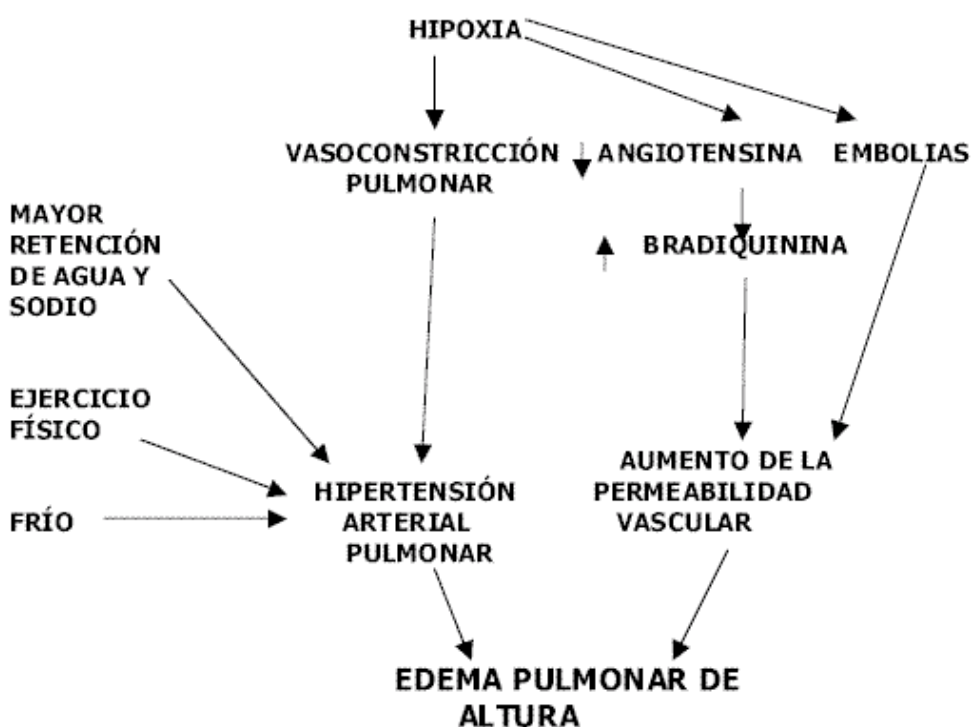 HIPOXIA
VASOCONSTRICCIÓN
PULMONAR
ANGIOTENSINA
EMBOLIAS
MAYOR
RETENCIÓN
DE AGUA Y
SODIO
BRADIQUININA
EJERCICIO
FÍSICO
FRÍO
HIPERTENSIÓN
ARTERIAL
PULMONAR
AUMENTO DE LA
PERMEABILIDAD
VASCULAR
EDEMA PULMONAR DE
ALTURA